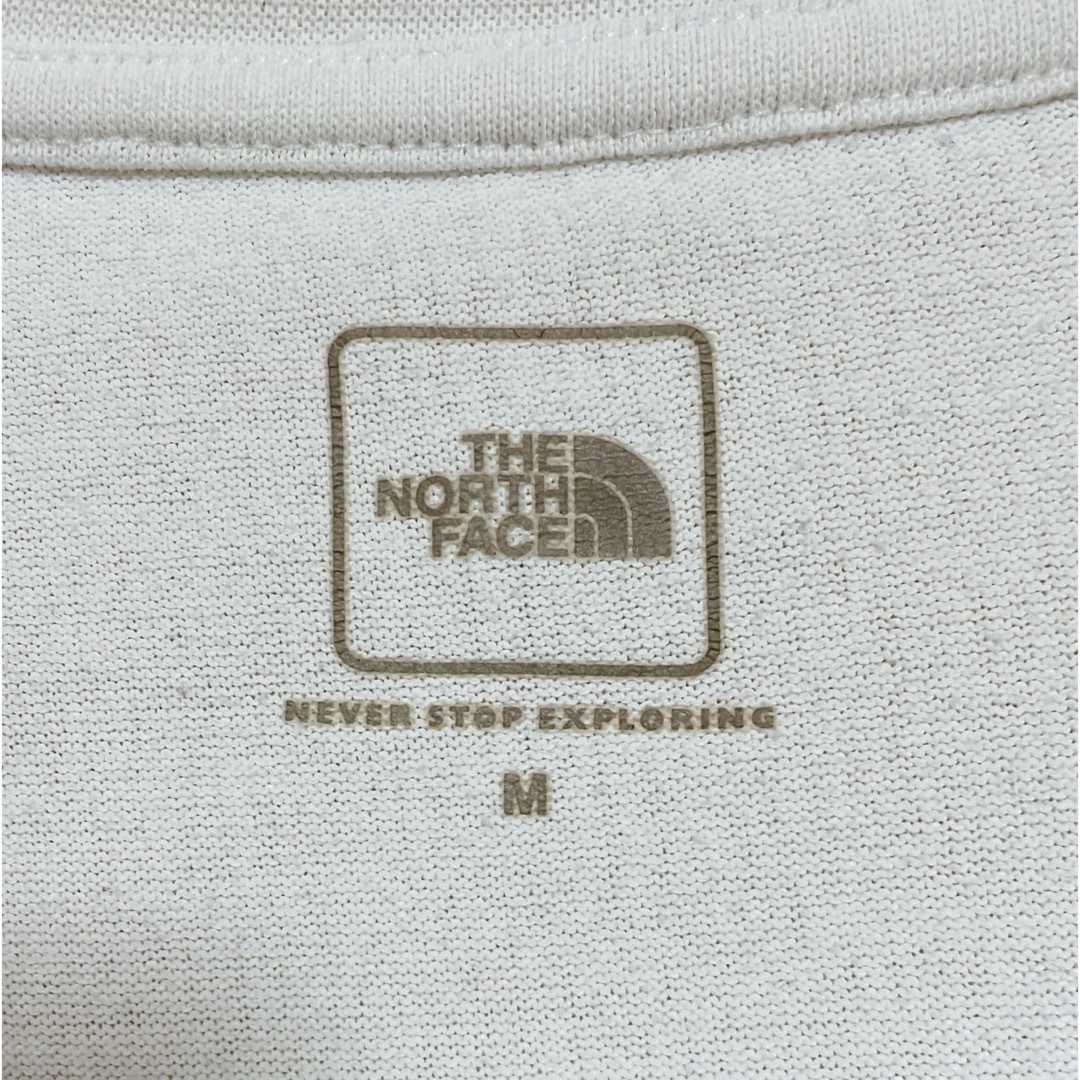 THE
NORTH
FACE
NEVER STOP EXPLORING
M